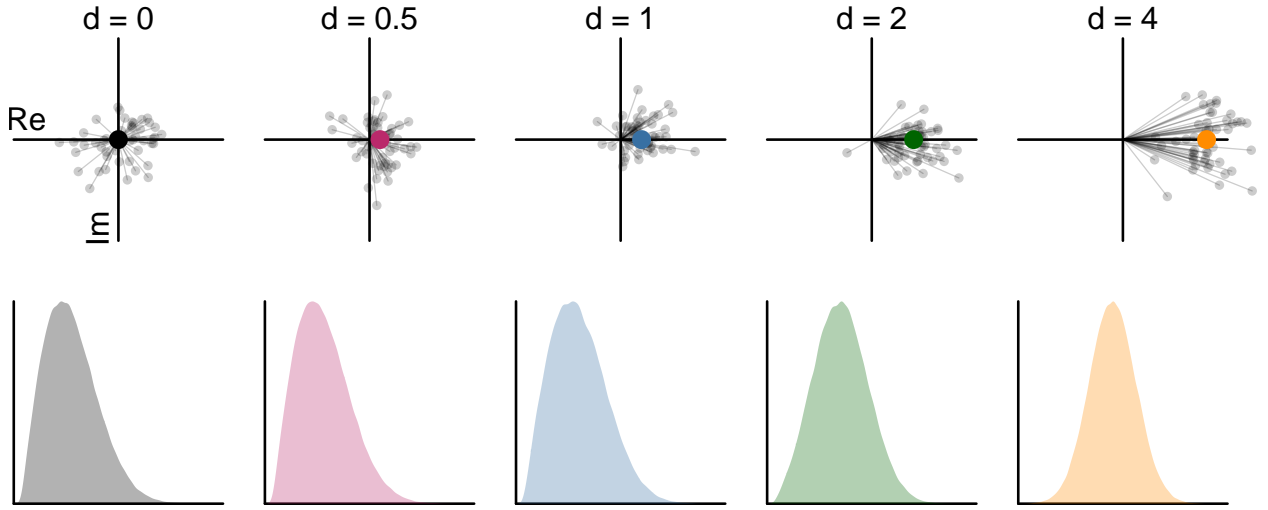 d = 0
d = 0.5
d = 1
d = 2
d = 4
Re
Im